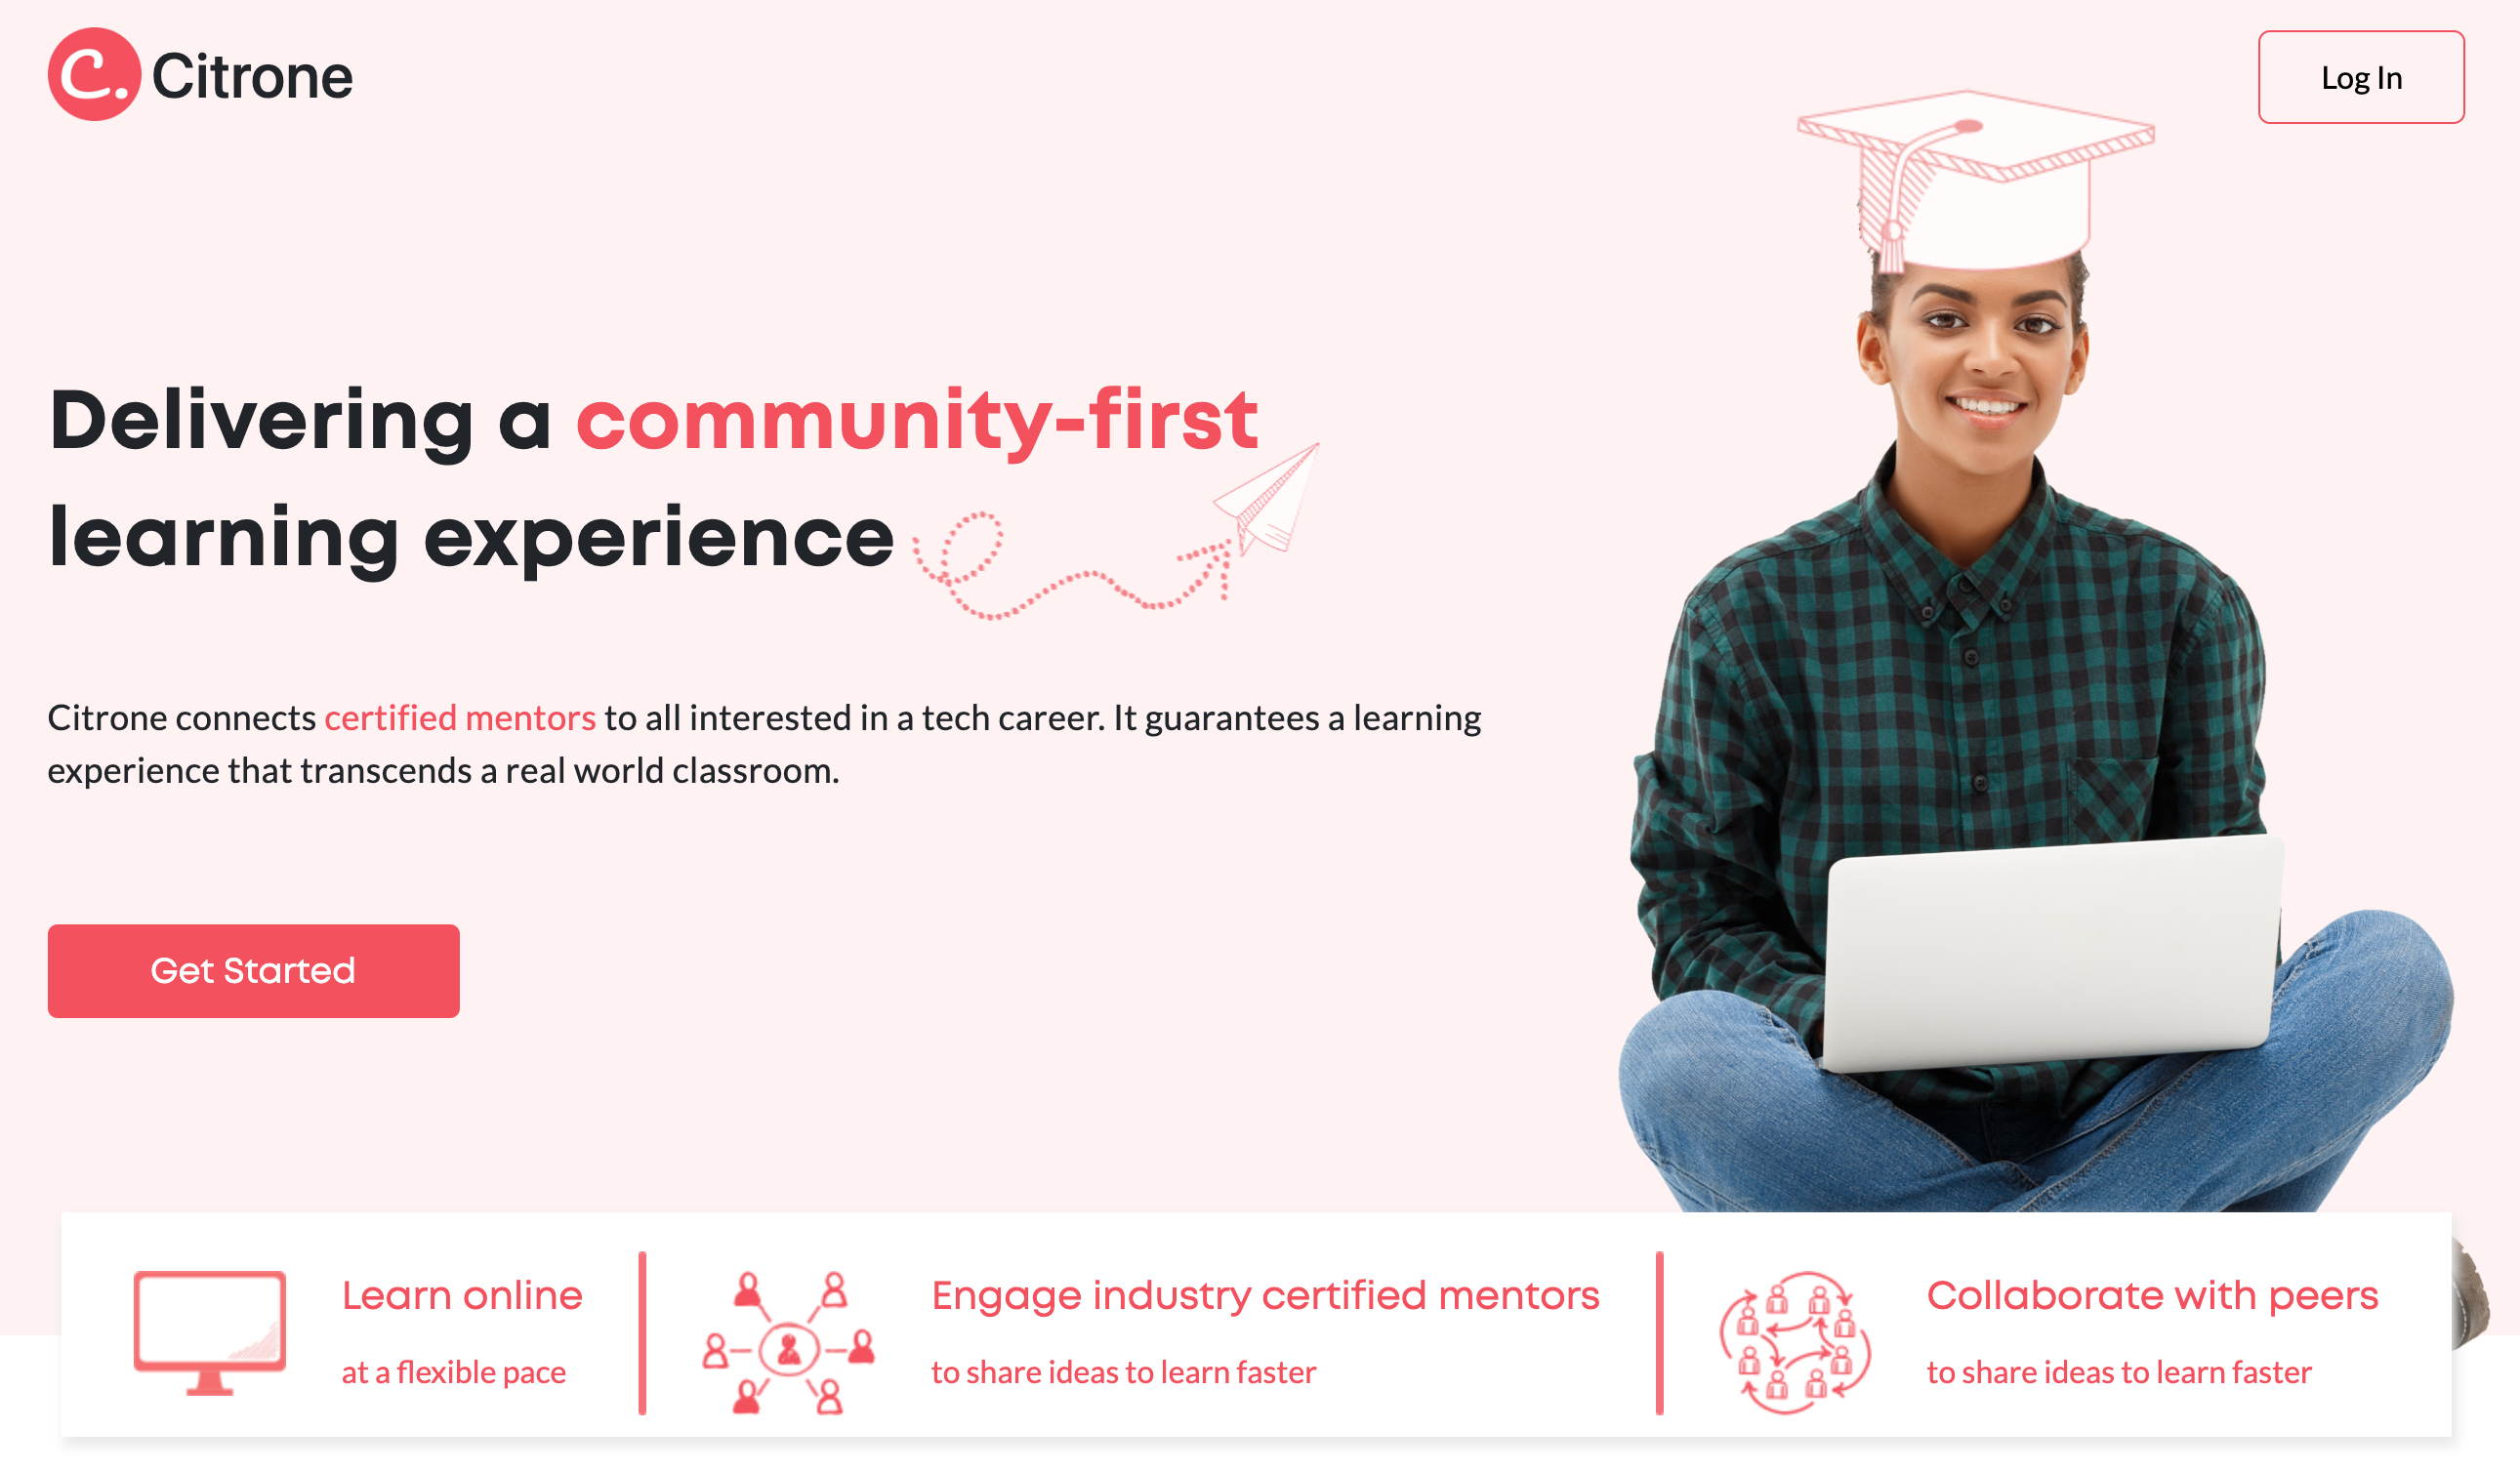 C. Citrone
Log In
Delivering a community-first
learning experience
Citrone connects certified mentors to all interested in a tech career. It guarantees a learning
experience that transcends a real world classroom.
Get Started
Learn online
at a flexible pace
Engage industry certified mentors
to share ideas to learn faster
Collaborate with peers
to share ideas to learn faster